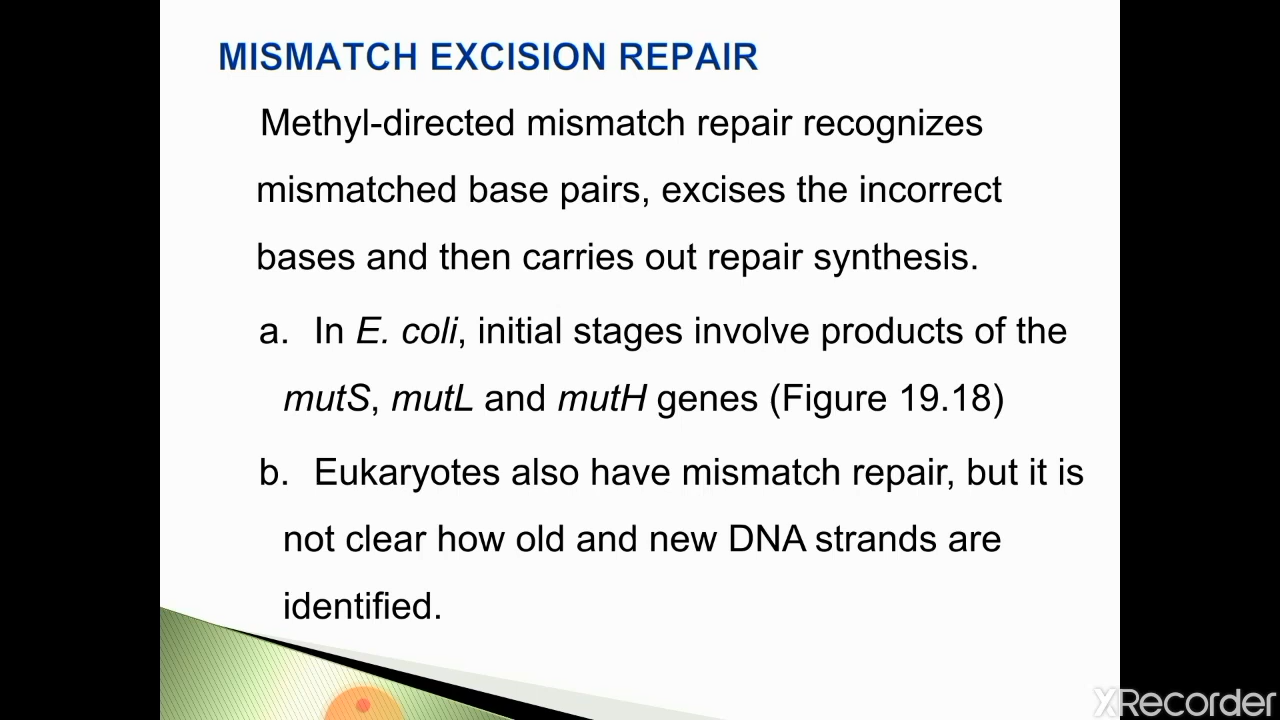 MISMATCH EXCISION REPAIR
Methyl-directed mismatch repair recognizes
mismatched base pairs, excises the incorrect
bases and then carries out repair synthesis.
a. In E. coli, initial stages involve products of the
mutS, mutL and mutH genes (Figure 19.18)
b. Eukaryotes also have mismatch repair, but it is
not clear how old and new DNA strands are
identified.
XRecorder